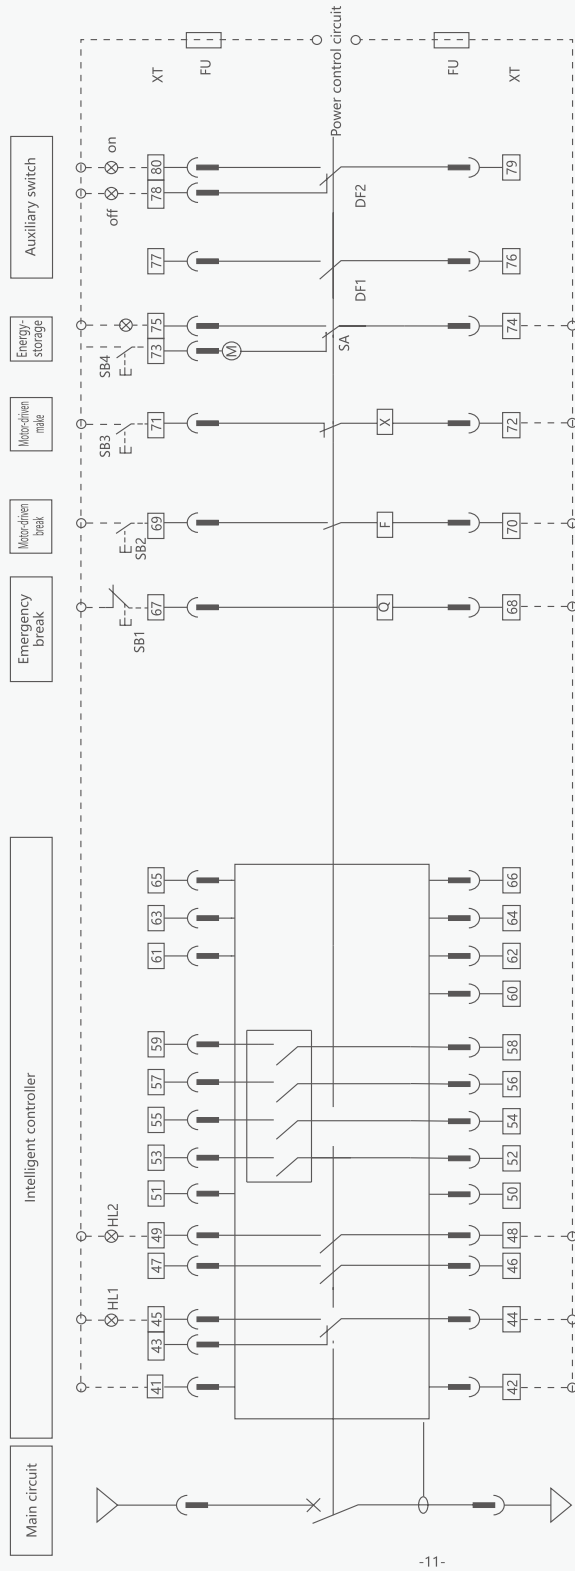 Main circuit
Intelligent controller
Emergency
break
Motor-driven
break
Motor-driven
make
Energy-
storage
Auxiliary switch
HL1
HL2
SB1
SB2
SB3
SB4
off
on
41
43
45
47
49
51
53
55
57
59
61
63
65
67
69
71
73
75
77
78
80
XT
FU
M
SA
DF1
DF2
Power control circuit
Q
F
X
FU
42
44
46
48
50
52
54
56
58
60
62
64
66
68
70
72
74
76
79
XT
-11-